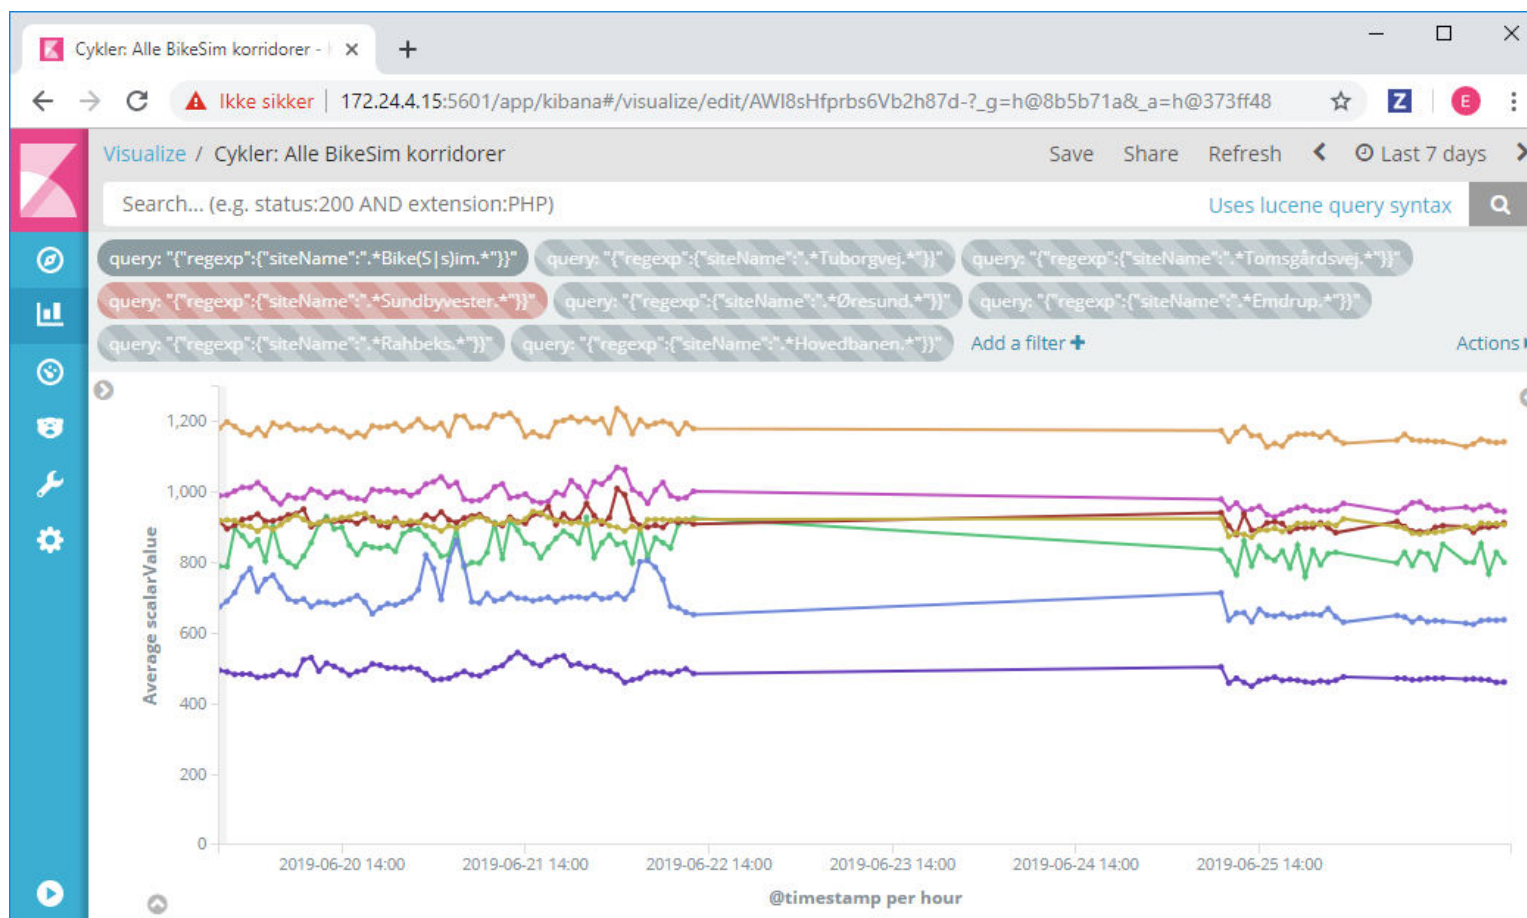 Cykler: Alle BikeSim korridorer -
Ikke sikker 172.24.4.15:5601/app/kibana#/visualize/edit/AWI8sHfprbs6Vb2h87d-?_g=h@8b5b71a&_a=h@373ff48
Z
E
Visualize / Cykler: Alle BikeSim korridorer Save Share Refresh Last 7 days
Search... (e.g. status:200 AND extension:PHP) Uses lucene query syntax
query: "{"regexp":{"siteName":".*Bike(S|s)im.*"}}" query: "{"regexp":{"siteName":".*Tuborgvej.*"}}" query: "{"regexp":{"siteName":".*Tomsgårdsvej.*"}}"
query: "{"regexp":{"siteName":".*Sundbyvester.*"}}" query: "{"regexp":{"siteName":".*Øresund.*"}}" query: "{"regexp":{"siteName":".*Emdrup.*"}}"
query: "{"regexp":{"siteName":".*Rahbeks.*"}}" query: "{"regexp":{"siteName":".*Hovedbanen.*"}}" Add a filter + Actions
Average scalarValue
1,200
1,000
800
600
400
200
0
2019-06-20 14:00 2019-06-21 14:00 2019-06-22 14:00 2019-06-23 14:00 2019-06-24 14:00 2019-06-25 14:00
@timestamp per hour